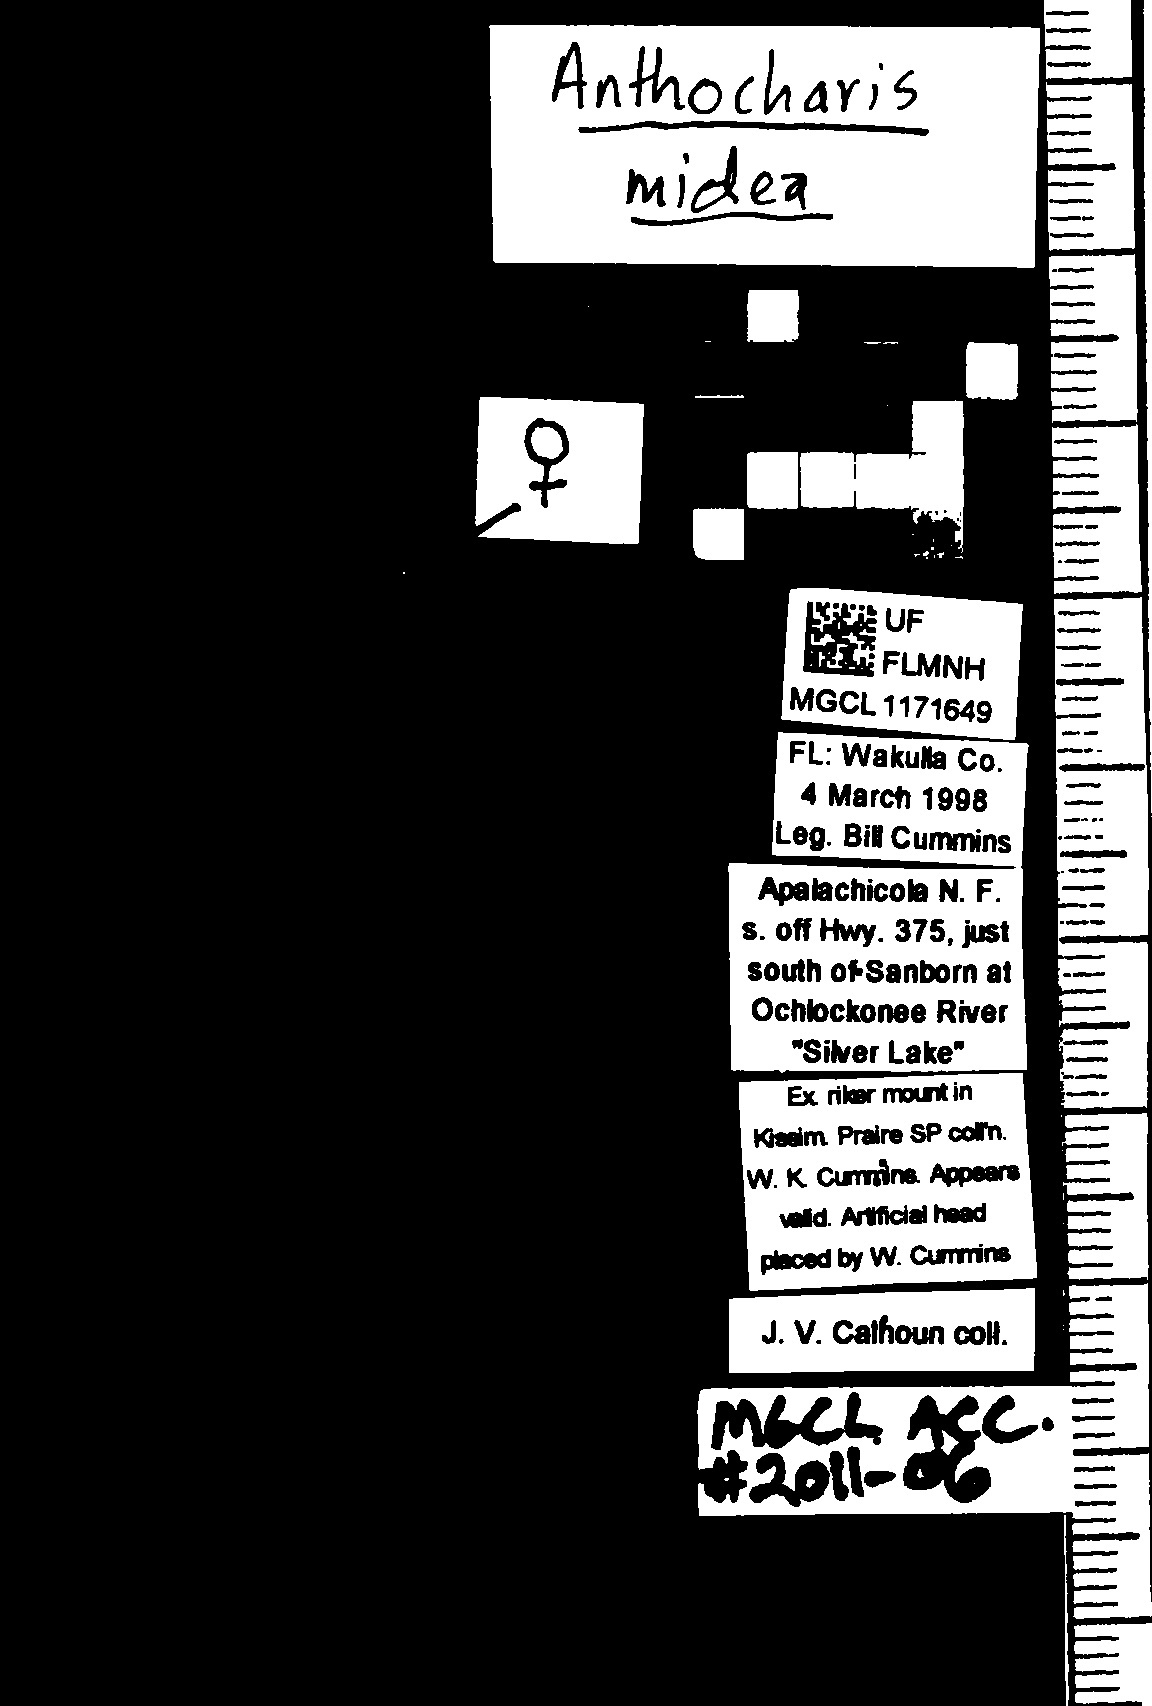 Anthocharis
midea
♀
UF
FLMNH
MGCL 1171649
FL: Wakulla Co.
4 March 1998
Leg. Bill Cummins
Apalachicola N. F.
s. off Hwy. 375, just
south of Sanborn at
Ochlockonee River
"Silver Lake"
Ex. riker mount in
Kissim. Praire SP coll'n.
W. K. Cummins. Appears
valid. Artificial head
placed by W. Cummins
J. V. Calhoun coll.
MGCL ACC.
#2011-06